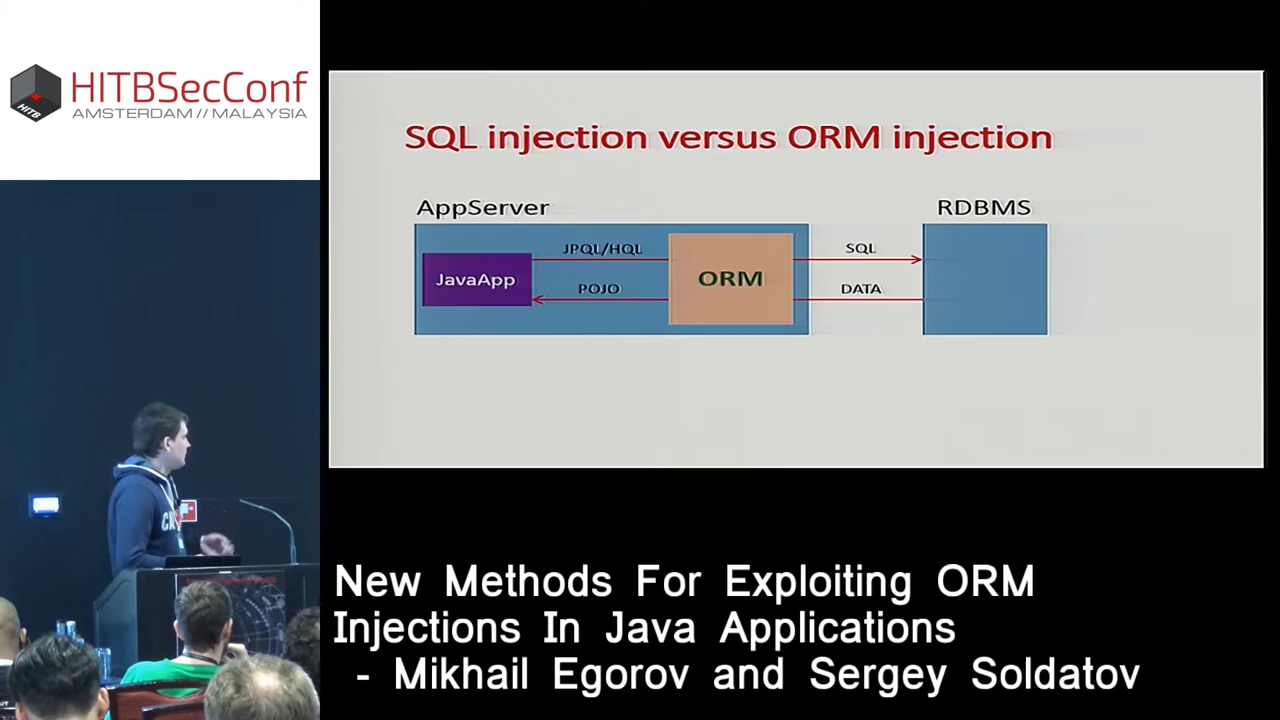 HITB
HITBSecConf
AMSTERDAM // MALAYSIA
SQL injection versus ORM injection
AppServer
RDBMS
JPQL/HQL
SQL
JavaApp
ORM
POJO
DATA
New Methods For Exploiting ORM
Injections In Java Applications
- Mikhail Egorov and Sergey Soldatov